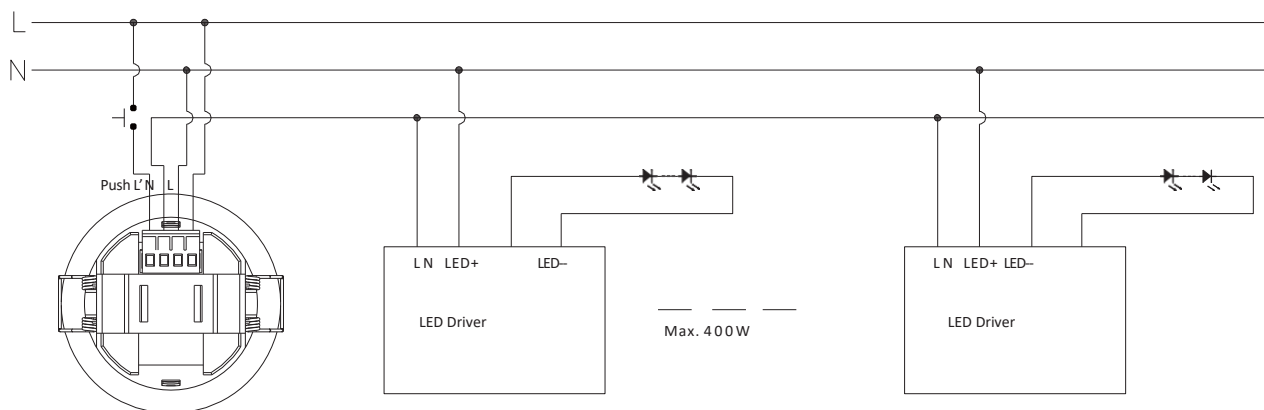 L
N
Push L' N L
L N LED+ LED–
L N LED+ LED–
LED Driver
Max. 400W
LED Driver